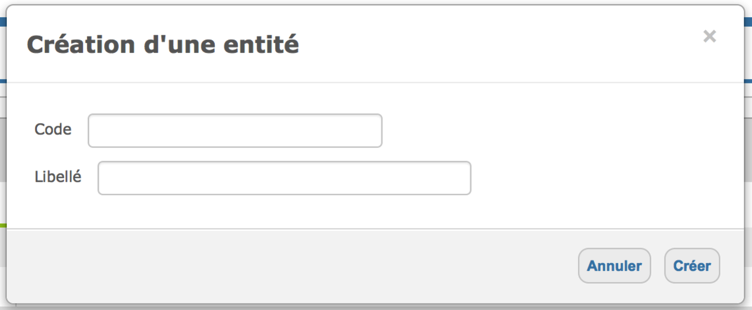 Création d'une entité
×
Code
Libellé
Annuler Créer